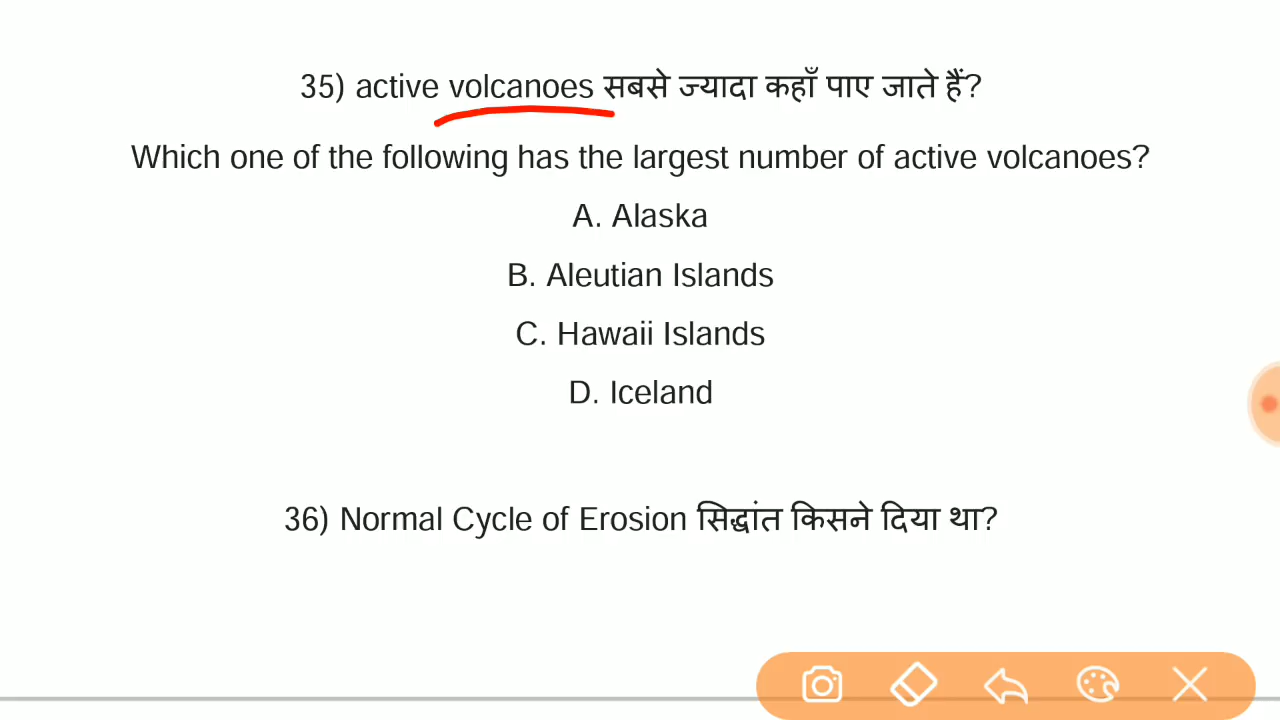 35) active volcanoes सबसे ज्यादा कहाँ पाए जाते हैं?
Which one of the following has the largest number of active volcanoes?
A. Alaska
B. Aleutian Islands
C. Hawaii Islands
D. Iceland
36) Normal Cycle of Erosion सिद्धांत किसने दिया था?